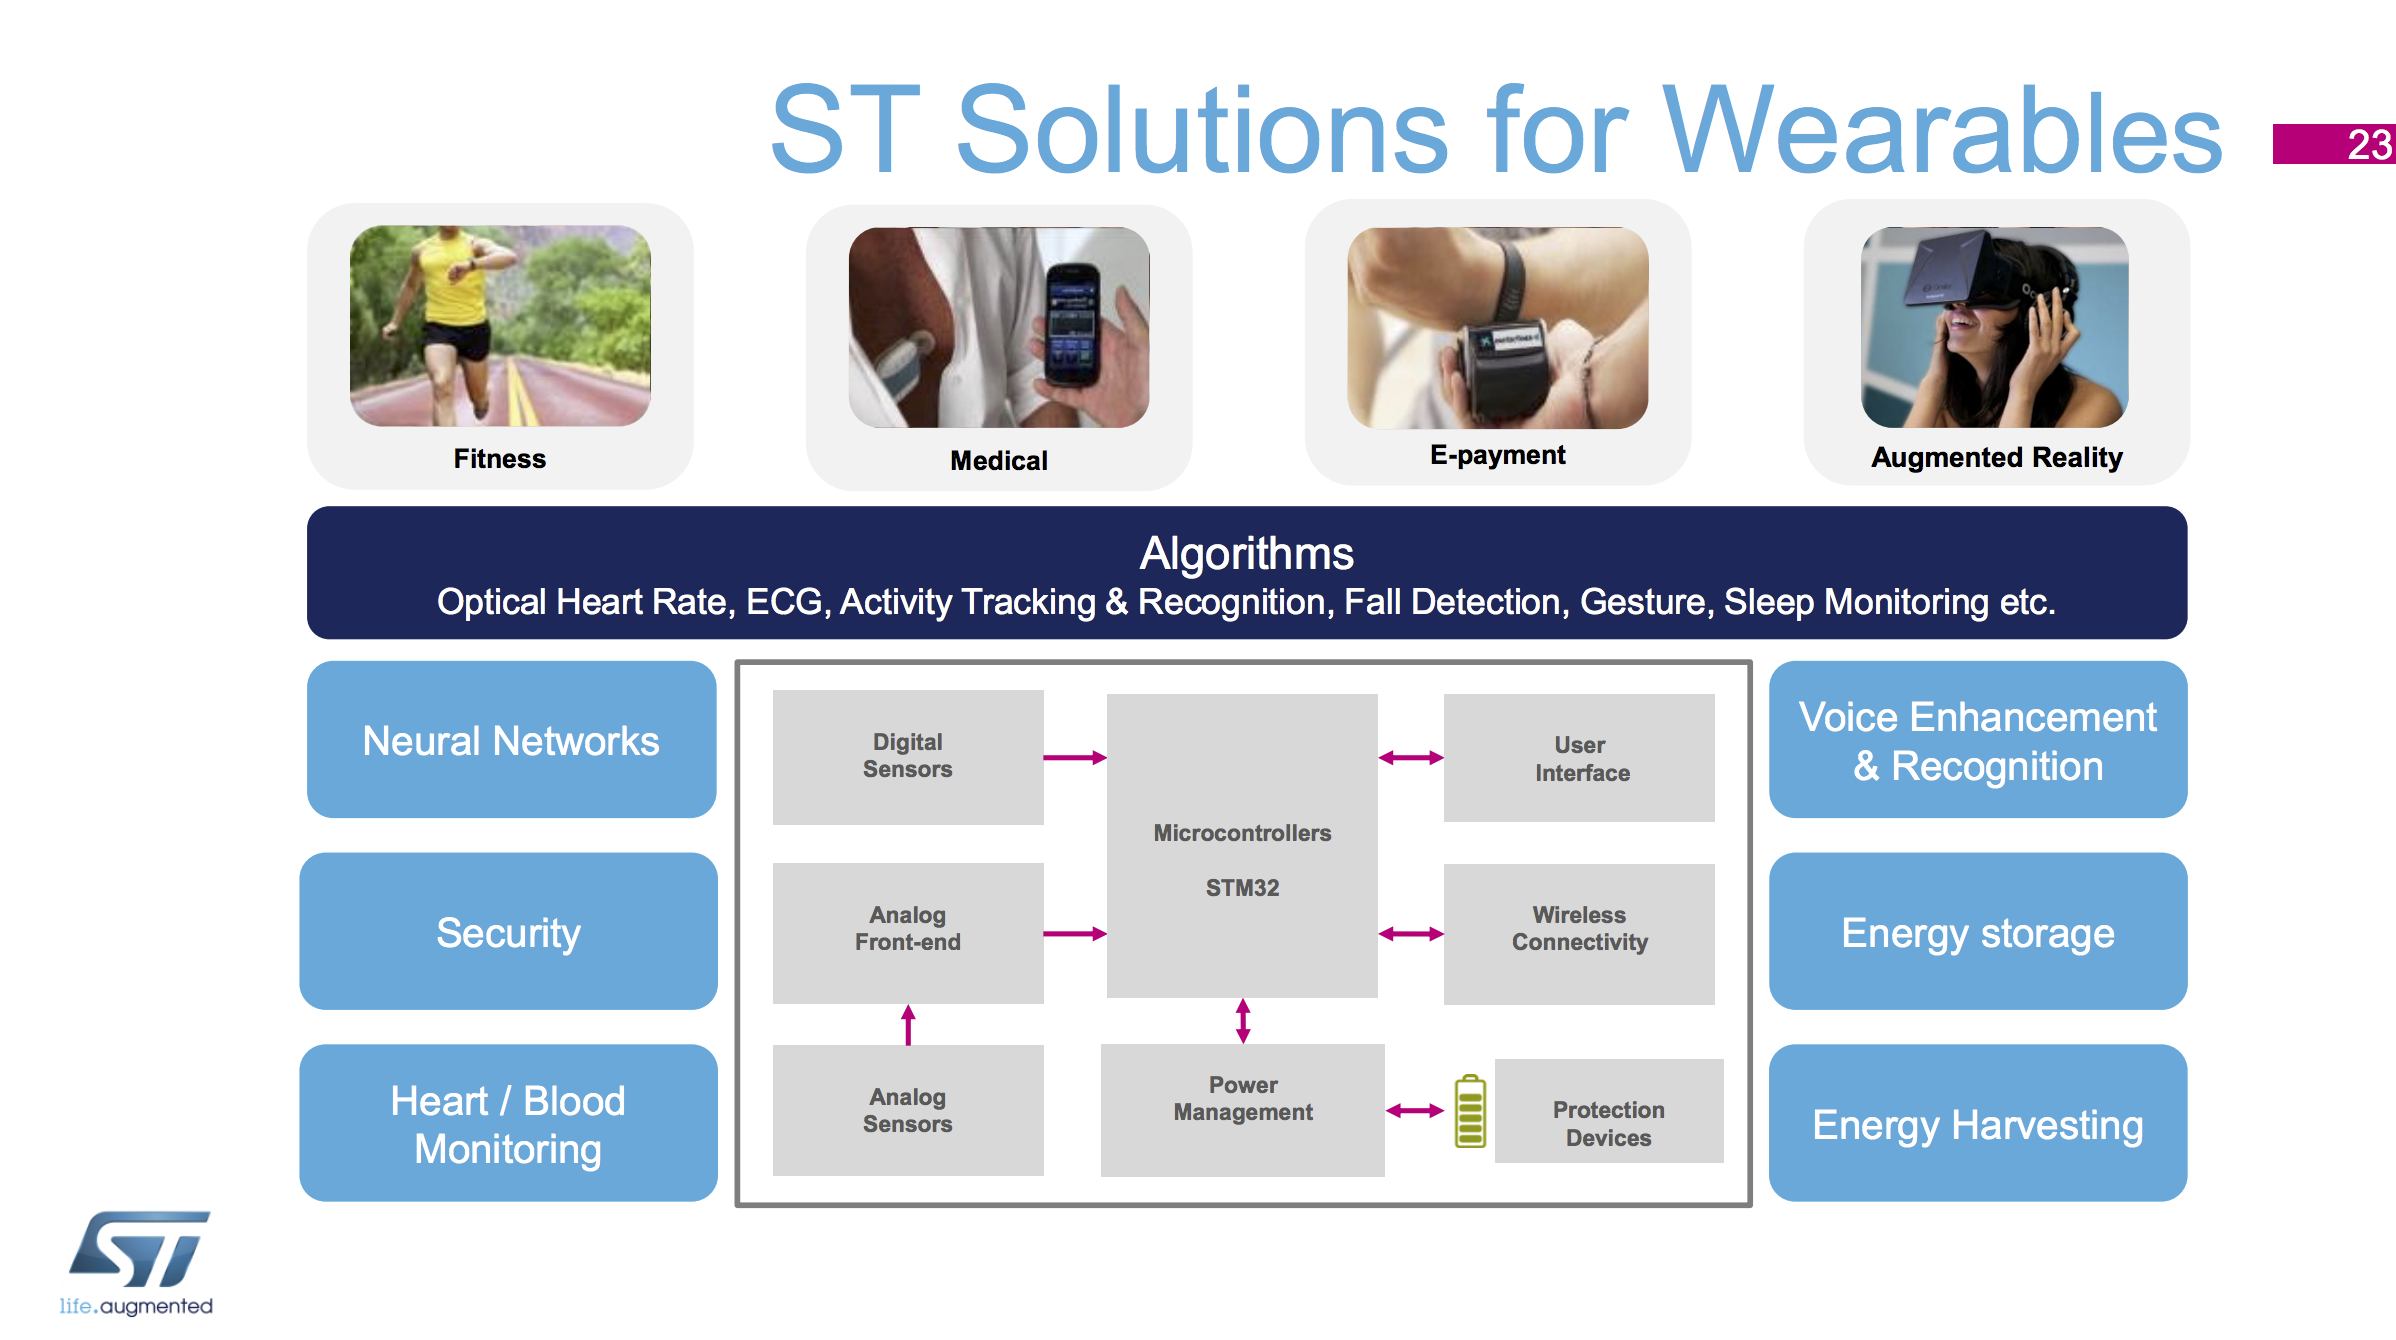 ST Solutions for Wearables
23
Fitness
Medical
E-payment
Augmented Reality
Algorithms
Optical Heart Rate, ECG, Activity Tracking & Recognition, Fall Detection, Gesture, Sleep Monitoring etc.
Neural Networks
Security
Heart / Blood
Monitoring
Digital
Sensors
Analog
Front-end
Analog
Sensors
Microcontrollers
STM32
Power
Management
User
Interface
Wireless
Connectivity
Protection
Devices
Voice Enhancement
& Recognition
Energy storage
Energy Harvesting
ST
life.augmented